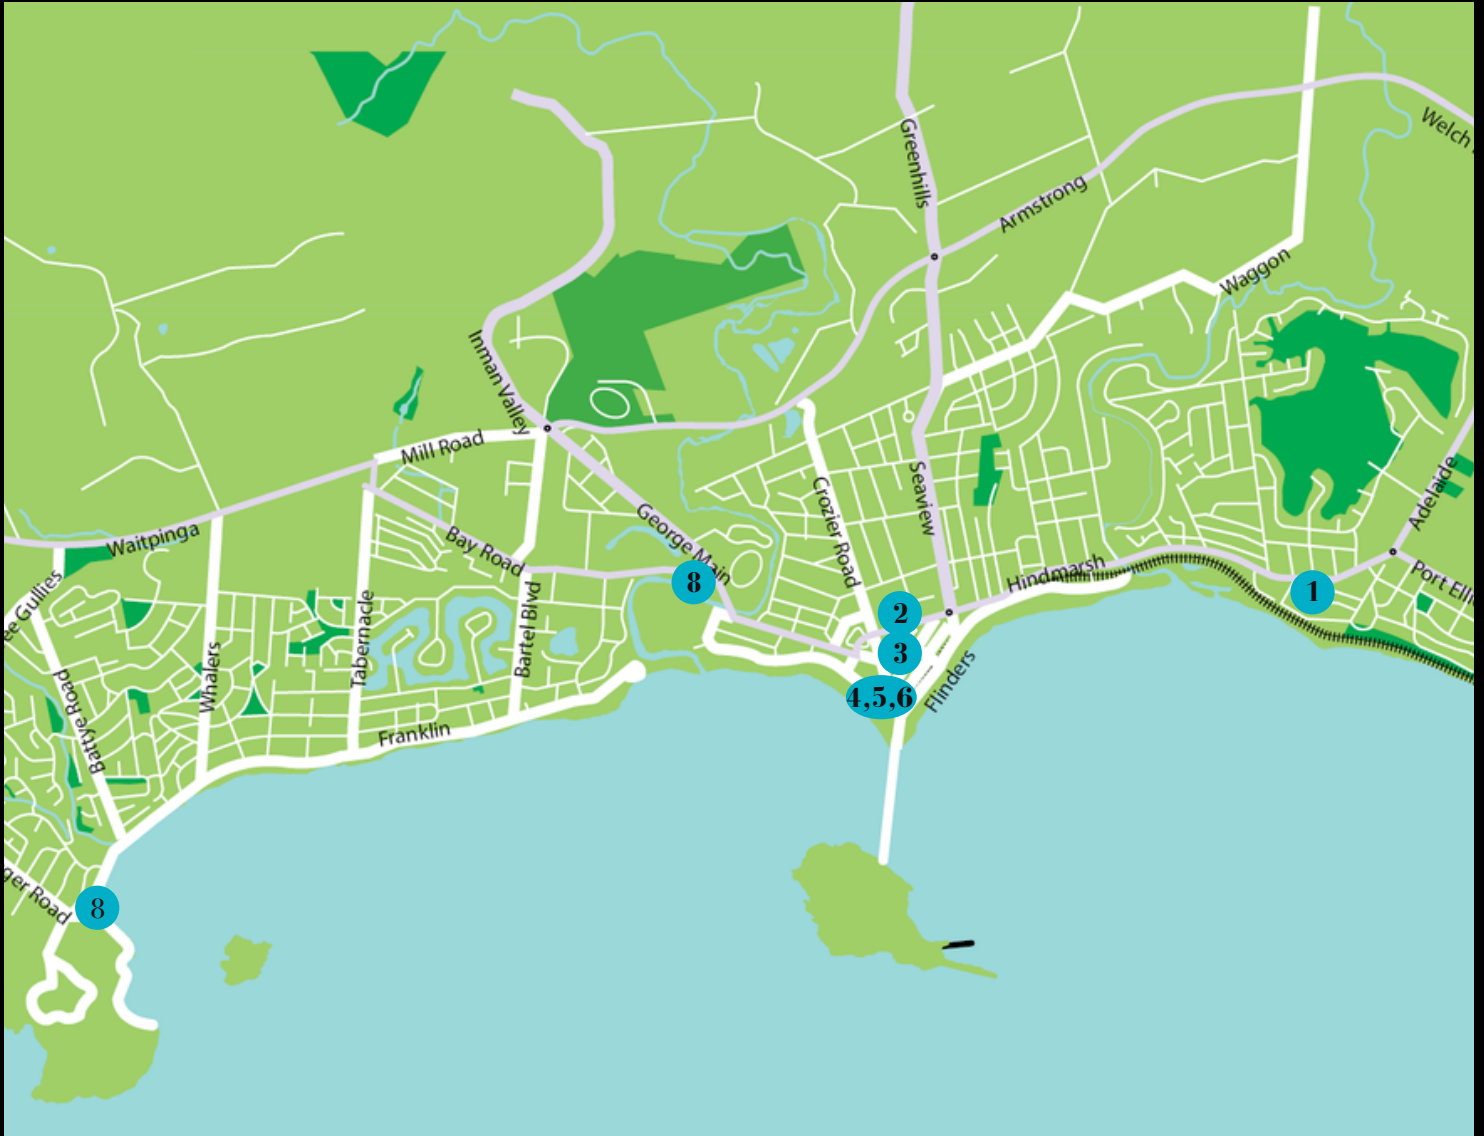 Greenhills
Welch
Armstrong
Waggon
Inman Valley
Mill Road
Crozier Road
Seaview
Adelaide
George Main
Waitpinga
Bay Road
Hindmarsh
Port Elli
ee Gullies
8
1
Tabernacle
Bartel Blvd
2
Whalers
3
Battye Road
4,5,6
Flinders
Franklin
ger Road
8